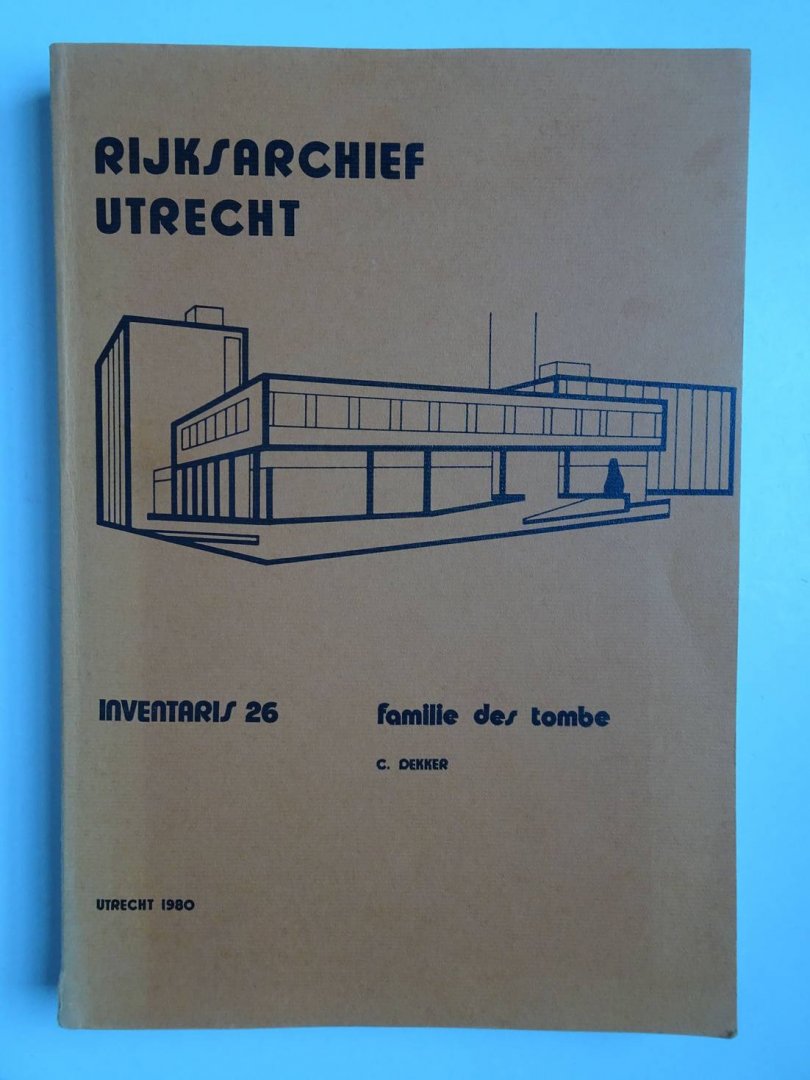 RIJKSARCHIEF
UTRECHT
INVENTARIS 26
familie des tombe
C. DEKKER
UTRECHT 1980